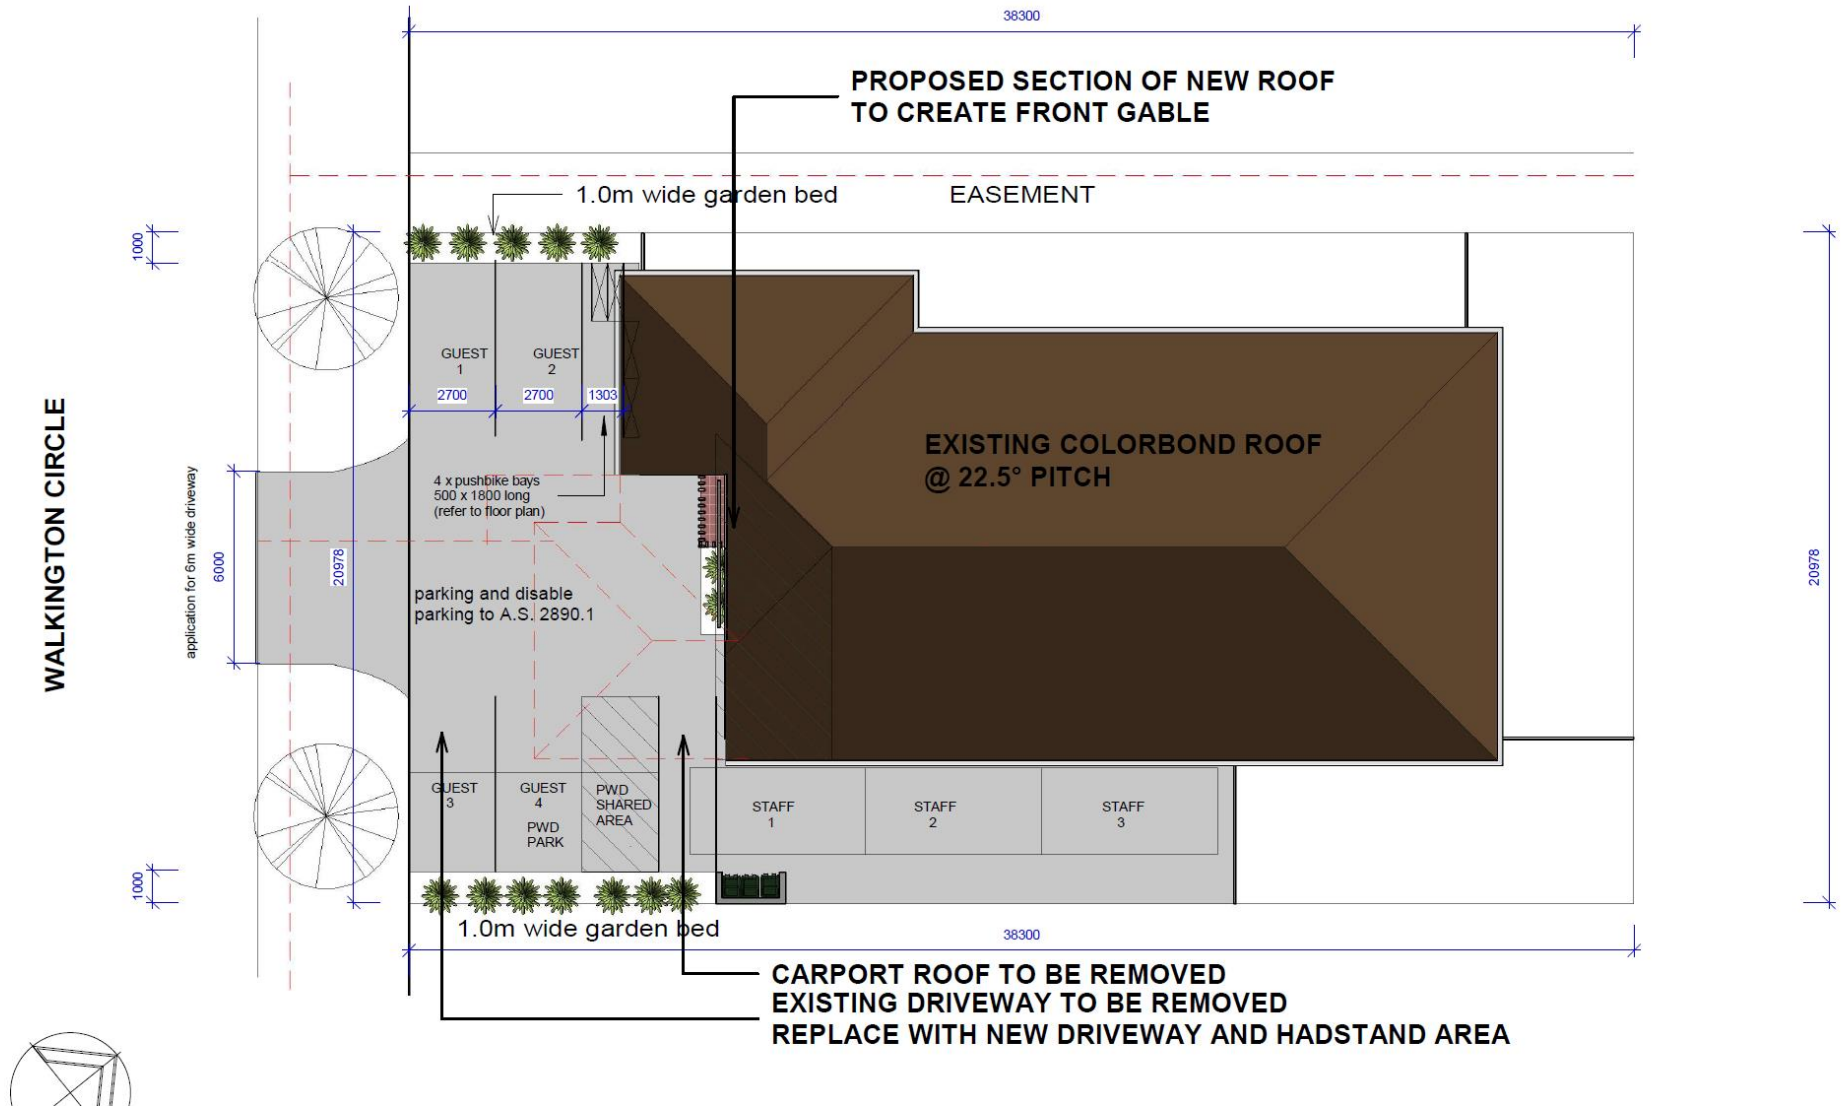 38300
PROPOSED SECTION OF NEW ROOF
TO CREATE FRONT GABLE
1.0m wide garden bed
EASEMENT
1000
GUEST
1
GUEST
2
2700
2700
1303
WALKINGTON CIRCLE
application for 6m wide driveway
6000
20978
4 x pushbike bays
500 x 1800 long
(refer to floor plan)
EXISTING COLORBOND ROOF
@ 22.5° PITCH
20978
parking and disable
parking to A.S. 2890.1
GUEST
3
GUEST
4
PWD
PARK
PWD
SHARED
AREA
STAFF
1
STAFF
2
STAFF
3
1000
1.0m wide garden bed
38300
CARPORT ROOF TO BE REMOVED
EXISTING DRIVEWAY TO BE REMOVED
REPLACE WITH NEW DRIVEWAY AND HADSTAND AREA